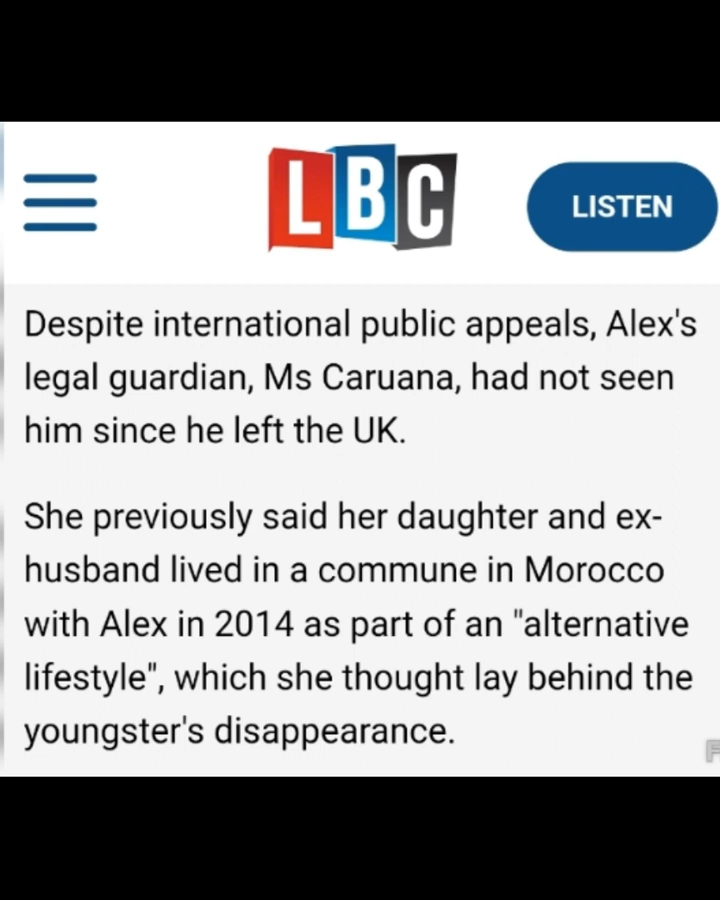 LBC
LISTEN
Despite international public appeals, Alex's
legal guardian, Ms Caruana, had not seen
him since he left the UK.
She previously said her daughter and ex-
husband lived in a commune in Morocco
with Alex in 2014 as part of an "alternative
lifestyle", which she thought lay behind the
youngster's disappearance.
F